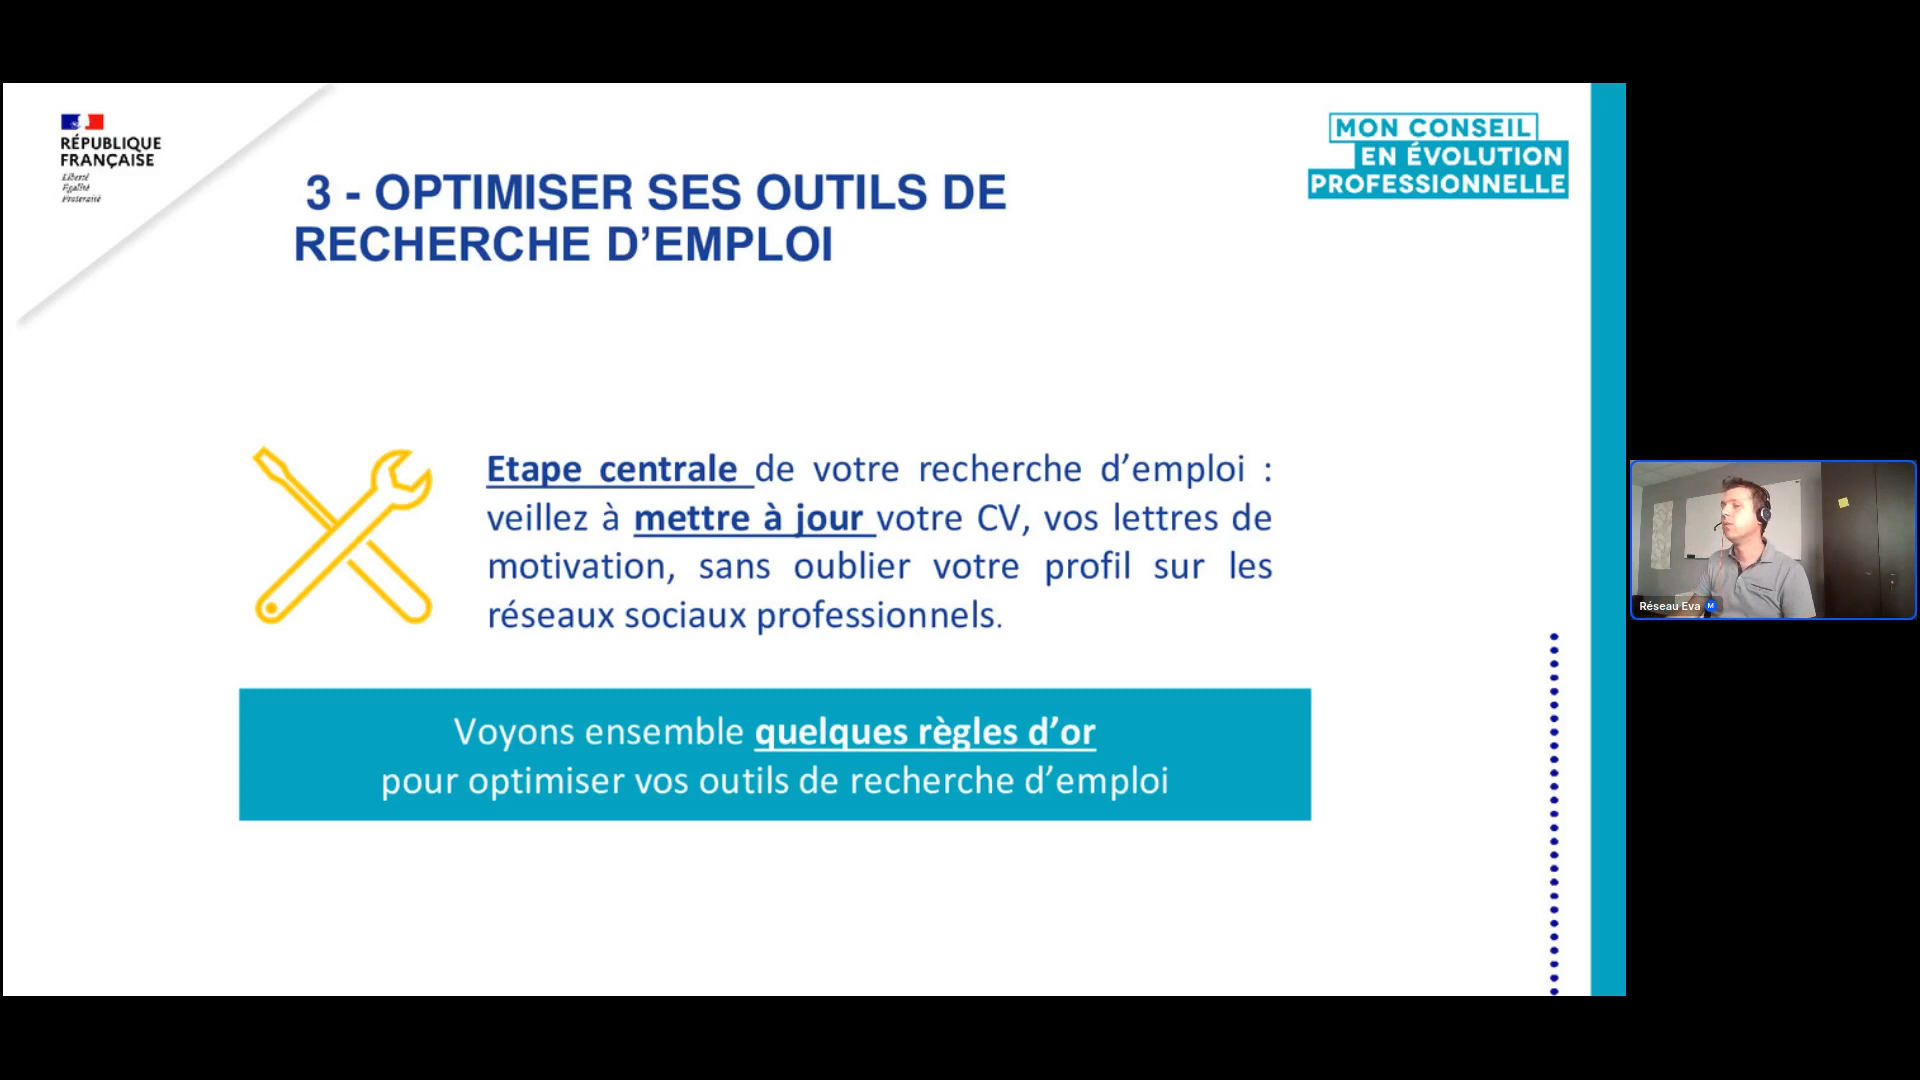 RÉPUBLIQUE
FRANÇAISE
Liberté
Égalité
Fraternité
MON CONSEIL
EN ÉVOLUTION
PROFESSIONNELLE
3 - OPTIMISER SES OUTILS DE
RECHERCHE D’EMPLOI
Etape centrale de votre recherche d’emploi :
veillez à mettre à jour votre CV, vos lettres de
motivation, sans oublier votre profil sur les
réseaux sociaux professionnels.
Voyons ensemble quelques règles d’or
pour optimiser vos outils de recherche d’emploi
Réseau Eva M